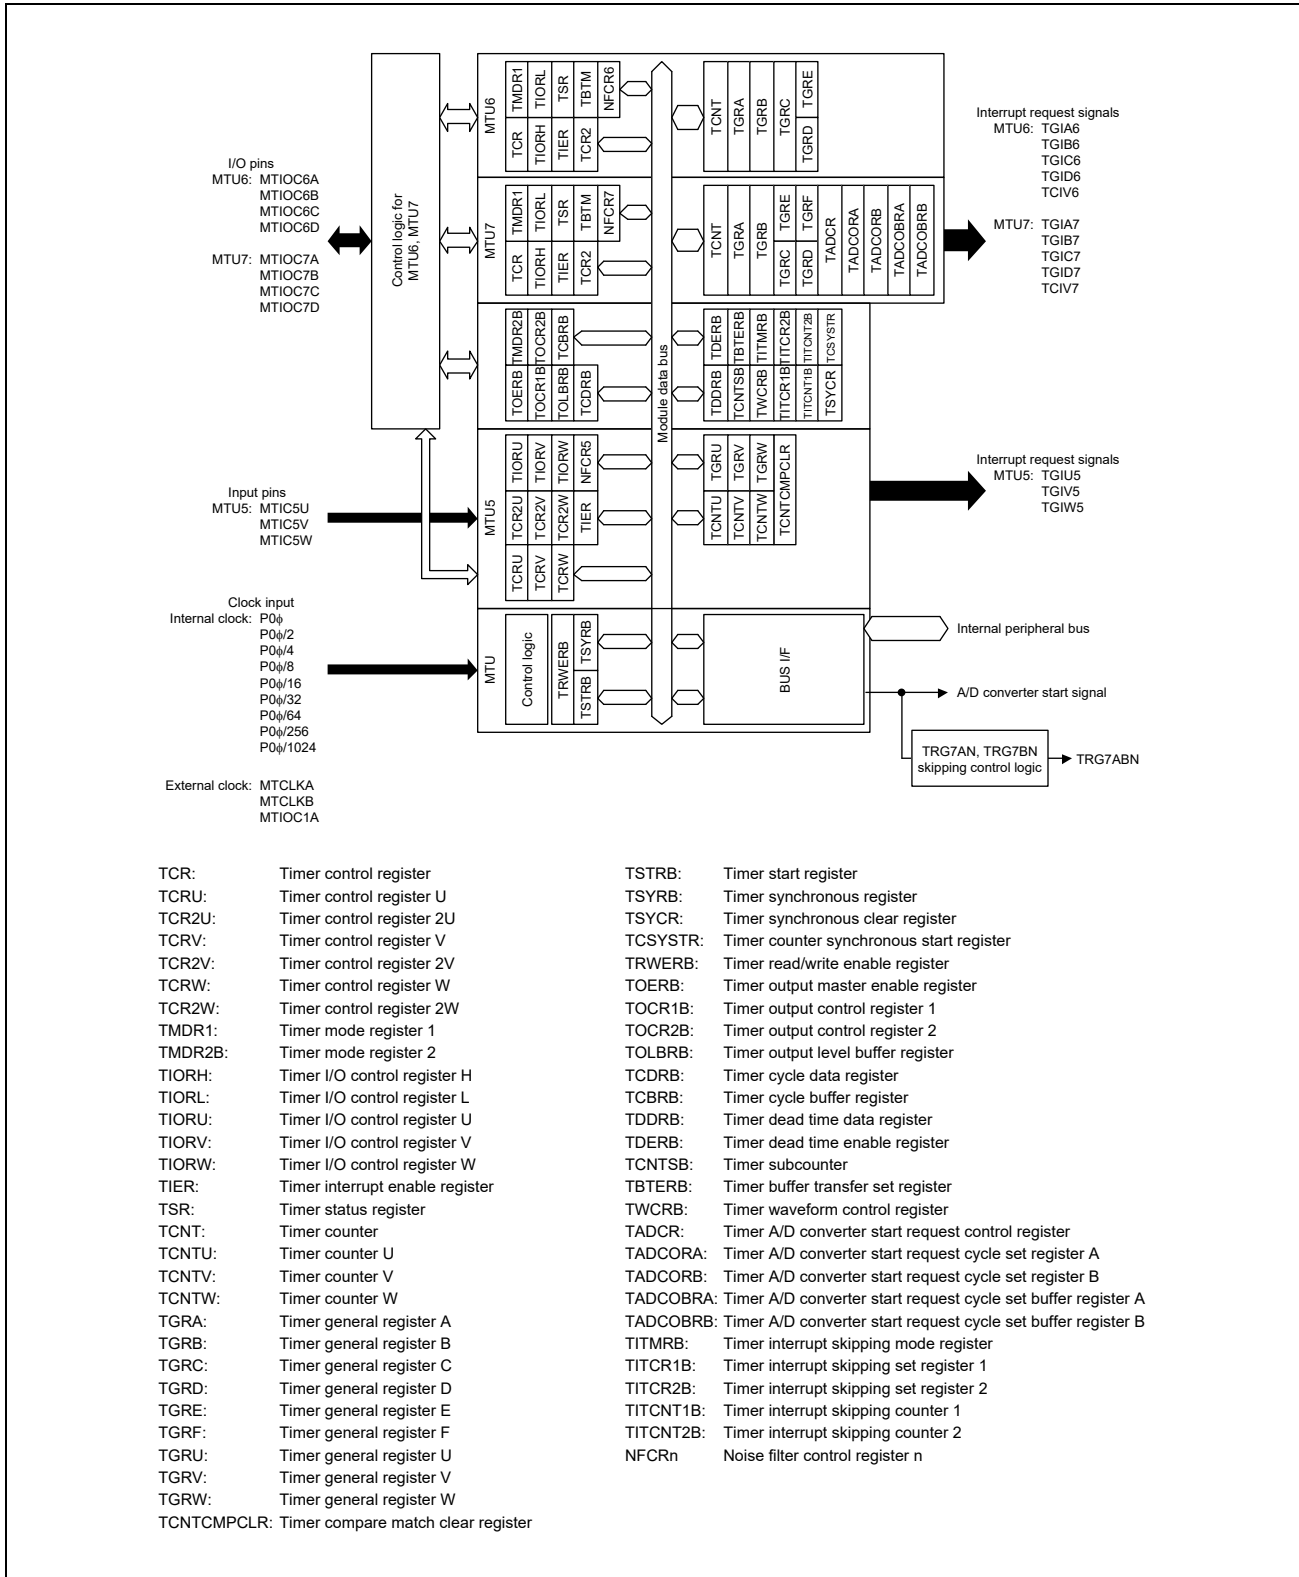 I/O pins
MTU6: MTIOC6A
MTIOC6B
MTIOC6C
MTIOC6D
MTU7: MTIOC7A
MTIOC7B
MTIOC7C
MTIOC7D
Input pins
MTU5: MTIC5U
MTIC5V
MTIC5W
Clock input
Internal clock: P0ϕ
P0ϕ/2
P0ϕ/4
P0ϕ/8
P0ϕ/16
P0ϕ/32
P0ϕ/64
P0ϕ/256
P0ϕ/1024
External clock: MTCLKA
MTCLKB
MTIOC1A
Control logic for
MTU6, MTU7
MTU6
TMDR1
TIORL
TSR
TBTM
NFCR6
TCR
TIORH
TIER
TCR2
TCNT
TGRA
TGRB
TGRC
TGRE
TGRD
MTU7
TMDR1
TIORL
TSR
TBTM
NFCR7
TCR
TIORH
TIER
TCR2
TCNT
TGRA
TGRB
TGRE
TGRF
TGRC
TGRD
TADCR
TADCORA
TADCORB
TADCOBRA
TADCOBRB
TMDR2B
TOCR2B
TCBRB
TOERB
TOCR1B
TOLBRB
TCDRB
TDERB
TBTERB
TITMRB
TITCR2B
TITCNT2B
TCSYSTR
TDDRB
TCNTSB
TWCRB
TITCR1B
TITCNT1B
TSYCR
Module data bus
MTU5
TIORU
TIORV
TIORW
NFCR5
TCR2U
TCR2V
TCR2W
TIER
TCRU
TCRV
TCRW
TGRU
TGRV
TGRW
TCNTU
TCNTV
TCNTW
TCNTCMPCLR
MTU
Control logic
TRWERB
TSYRB
TSTRB
BUS I/F
Interrupt request signals
MTU6: TGIA6
TGIB6
TGIC6
TGID6
TCIV6
MTU7: TGIA7
TGIB7
TGIC7
TGID7
TCIV7
Interrupt request signals
MTU5: TGIU5
TGIV5
TGIW5
Internal peripheral bus
A/D converter start signal
TRG7AN, TRG7BN
skipping control logic
TRG7ABN
TCR: Timer control register
TCRU: Timer control register U
TCR2U: Timer control register 2U
TCRV: Timer control register V
TCR2V: Timer control register 2V
TCRW: Timer control register W
TCR2W: Timer control register 2W
TMDR1: Timer mode register 1
TMDR2B: Timer mode register 2
TIORH: Timer I/O control register H
TIORL: Timer I/O control register L
TIORU: Timer I/O control register U
TIORV: Timer I/O control register V
TIORW: Timer I/O control register W
TIER: Timer interrupt enable register
TSR: Timer status register
TCNT: Timer counter
TCNTU: Timer counter U
TCNTV: Timer counter V
TCNTW: Timer counter W
TGRA: Timer general register A
TGRB: Timer general register B
TGRC: Timer general register C
TGRD: Timer general register D
TGRE: Timer general register E
TGRF: Timer general register F
TGRU: Timer general register U
TGRV: Timer general register V
TGRW: Timer general register W
TCNTCMPCLR: Timer compare match clear register
TSTRB: Timer start register
TSYRB: Timer synchronous register
TSYCR: Timer synchronous clear register
TCSYSTR: Timer counter synchronous start register
TRWERB: Timer read/write enable register
TOERB: Timer output master enable register
TOCR1B: Timer output control register 1
TOCR2B: Timer output control register 2
TOLBRB: Timer output level buffer register
TCDRB: Timer cycle data register
TCBRB: Timer cycle buffer register
TDDRB: Timer dead time data register
TDERB: Timer dead time enable register
TCNTSB: Timer subcounter
TBTERB: Timer buffer transfer set register
TWCRB: Timer waveform control register
TADCR: Timer A/D converter start request control register
TADCORA: Timer A/D converter start request cycle set register A
TADCORB: Timer A/D converter start request cycle set register B
TADCOBRA: Timer A/D converter start request cycle set buffer register A
TADCOBRB: Timer A/D converter start request cycle set buffer register B
TITMRB: Timer interrupt skipping mode register
TITCR1B: Timer interrupt skipping set register 1
TITCR2B: Timer interrupt skipping set register 2
TITCNT1B: Timer interrupt skipping counter 1
TITCNT2B: Timer interrupt skipping counter 2
NFCRn Noise filter control register n